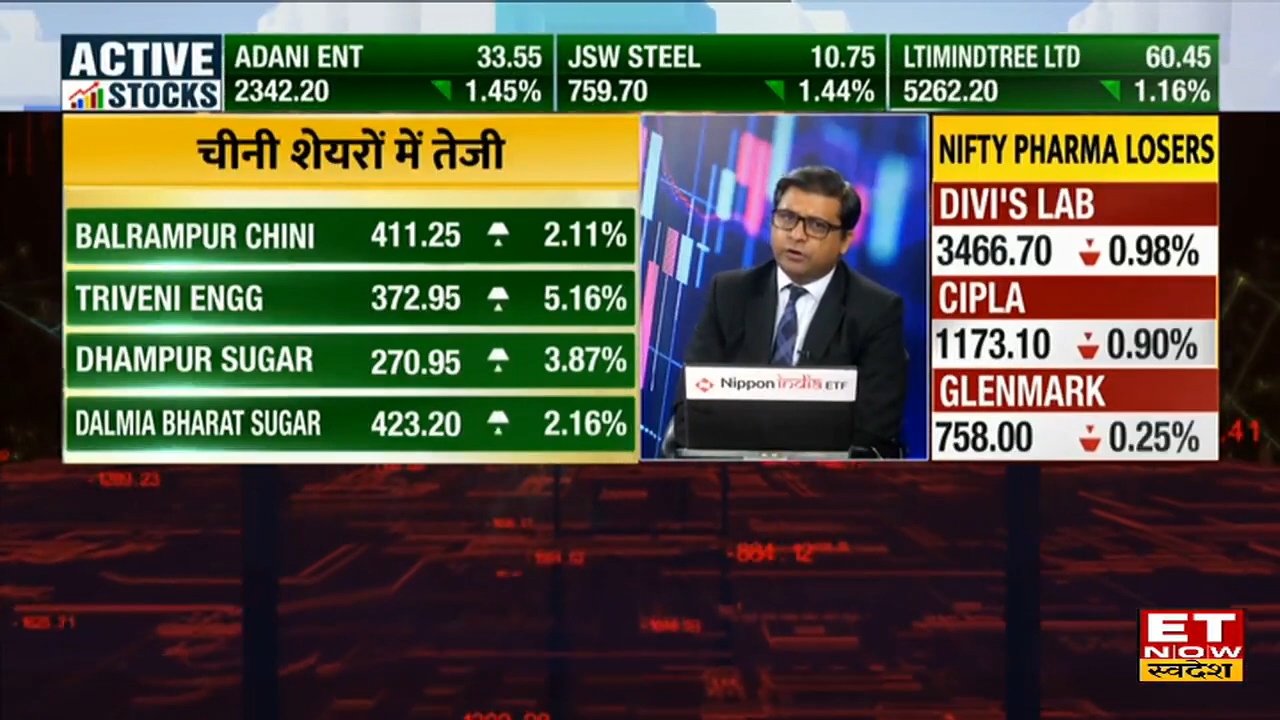 ACTIVE STOCKS
ADANI ENT 33.55
2342.20 1.45%
JSW STEEL 10.75
759.70 1.44%
LTIMINDTREE LTD 60.45
5262.20 1.16%
चीनी शेयरों में तेजी
BALRAMPUR CHINI 411.25 2.11%
TRIVENI ENGG 372.95 5.16%
DHAMPUR SUGAR 270.95 3.87%
DALMIA BHARAT SUGAR 423.20 2.16%
Nippon india ETF
NIFTY PHARMA LOSERS
DIVI'S LAB
3466.70 0.98%
CIPLA
1173.10 0.90%
GLENMARK
758.00 0.25%
.41
ET
NOW
स्वदेश